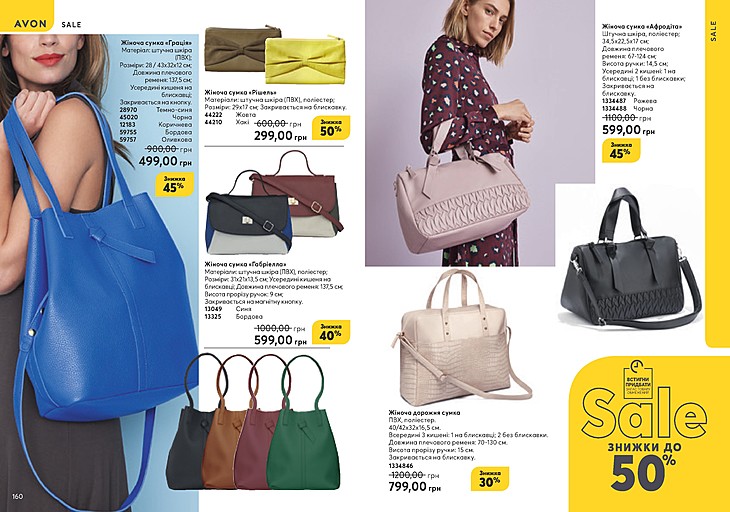 AVON
SALE
Жіноча сумка «Грація»
Матеріал: штучна шкіра
(ПВХ);
Розміри: 28 / 43х32х12 см;
Довжина плечового
ременя: 137,5 см;
Усередині кишеня на
блискавці;
Закривається на кнопку.
28970 Темно-синя
45020 Чорна
12183 Коричнева
59755 Бордова
59757 Оливкова
900,00 грн
499,00 грн
Знижка
45%
160
Жіноча сумка «Рішель»
Матеріали: штучна шкіра (ПВХ), поліестер;
Розміри: 29х17 см; Закривається на блискавку.
44222 Жовта
44210 Хакі
600,00 грн
299,00 грн
Знижка
50%
Жіноча сумка «Габріелла»
Матеріали: штучна шкіра (ПВХ), поліестер;
Розміри: 31х21х13,5 см; Усередині кишеня на
блискавці; Довжина плечового ременя: 137,5 см;
Висота прорізу ручок: 9 см;
Закривається на магнітну кнопку.
13049 Синя
13325 Бордова
1000,00 грн
599,00 грн
Знижка
40%
Жіноча сумка «Афродіта»
Штучна шкіра, поліестер;
34,5х22,5х17 см;
Довжина плечового
ременя: 67-124 см;
Висота ручок: 14,5 см;
Усередині 2 кишені: 1 на
блискавці; 1 без блискавки;
Закривається на
блискавку.
1334487 Рожева
1334488 Чорна
1100,00 грн
599,00 грн
Знижка
45%
SALE
Жіноча дорожня сумка
ПВХ, поліестер.
40/42х32х16,5 см.
Всередині 3 кишені: 1 на блискавці; 2 без блискавки.
Довжина плечового ременя: 70-130 см.
Висота прорізу ручки: 15 см.
Закривається на блискавку.
1334846
1200,00 грн
799,00 грн
Знижка
30%
ВСТИГНИ
ПРИДБАТИ
ЗАПАС ТОВАРУ
ОБМЕЖЕНИЙ!
Sale
ЗНИЖКИ ДО
50%